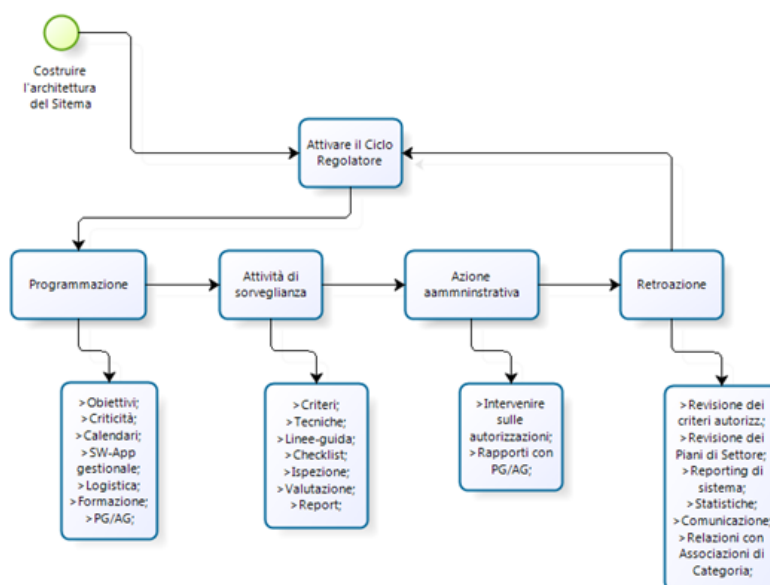 Costruire
l'architettura
del Sitema
Attivare il Ciclo
Regolatore
Programmazione
Attività di
sorveglianza
Azione
aammninstrativa
Retroazione
>Obiettivi;
>Criticità;
>Calendari;
>SW-App
gestionale;
>Logistica;
>Formazione;
>PG/AG;
>Criteri;
>Tecniche;
>Linee-guida;
>Checklist;
>Ispezione;
>Valutazione;
>Report;
>Intervenire
sulle
autorizzazioni;
>Rapporti con
PG/AG;
>Revisione dei
criteri autorizz.;
>Revisione dei
Piani di Settore;
>Reporting di
sistema;
>Statistiche;
>Comunicazione;
>Relazioni con
Associazioni di
Categoria;